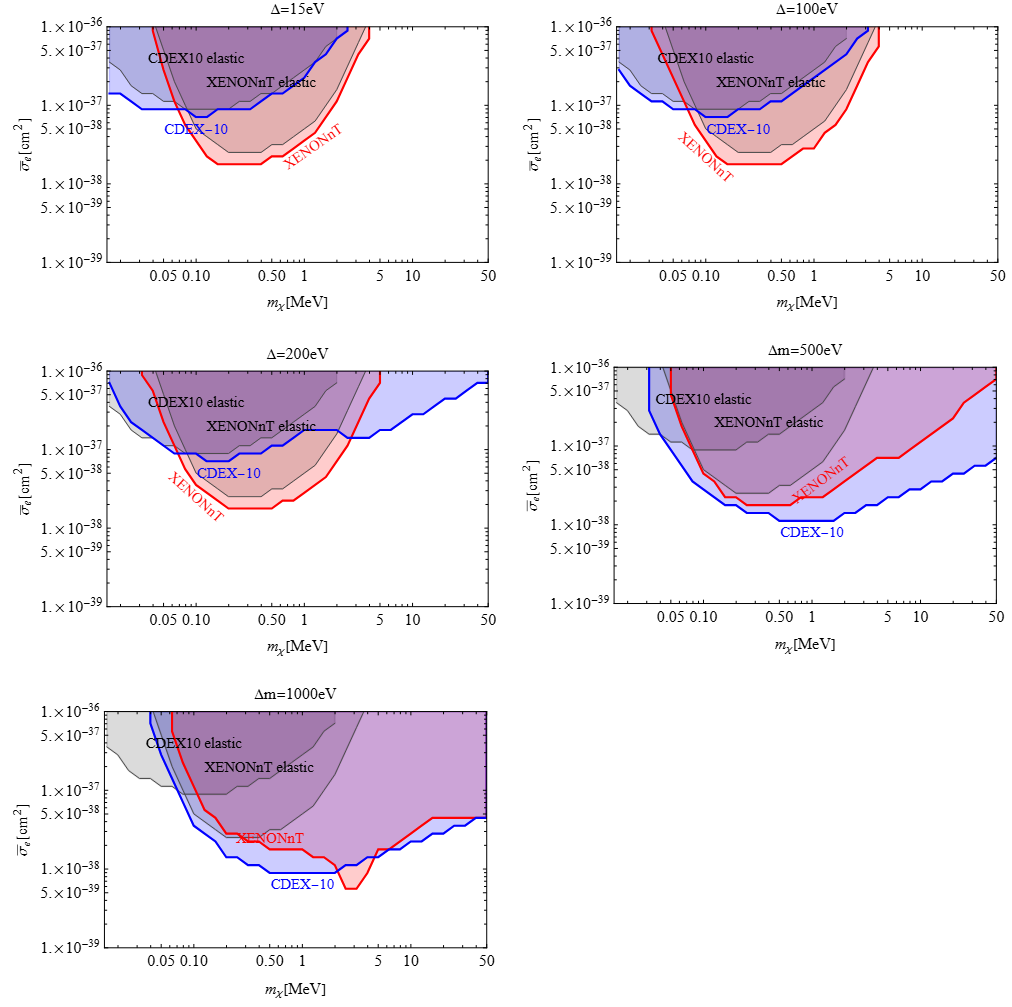 Δ=15eV
1.×10⁻³⁶
5.×10⁻³⁷
1.×10⁻³⁷
5.×10⁻³⁸
1.×10⁻³⁸
5.×10⁻³⁹
1.×10⁻³⁹
σ̅ₑ[cm²]
CDEX10 elastic
XENONnT elastic
CDEX−10
XENONnT
0.05 0.10 0.50 1 5 10 50
mᵪ[MeV]
Δ=100eV
1.×10⁻³⁶
5.×10⁻³⁷
1.×10⁻³⁷
5.×10⁻³⁸
1.×10⁻³⁸
5.×10⁻³⁹
1.×10⁻³⁹
σ̅ₑ[cm²]
CDEX10 elastic
XENONnT elastic
CDEX−10
XENONnT
0.05 0.10 0.50 1 5 10 50
mᵪ[MeV]
Δ=200eV
1.×10⁻³⁶
5.×10⁻³⁷
1.×10⁻³⁷
5.×10⁻³⁸
1.×10⁻³⁸
5.×10⁻³⁹
1.×10⁻³⁹
σ̅ₑ[cm²]
CDEX10 elastic
XENONnT elastic
CDEX−10
XENONnT
0.05 0.10 0.50 1 5 10 50
mᵪ[MeV]
Δm=500eV
1.×10⁻³⁶
5.×10⁻³⁷
1.×10⁻³⁷
5.×10⁻³⁸
1.×10⁻³⁸
5.×10⁻³⁹
1.×10⁻³⁹
σ̅ₑ[cm²]
CDEX10 elastic
XENONnT elastic
XENONnT
CDEX−10
0.05 0.10 0.50 1 5 10 50
mᵪ[MeV]
Δm=1000eV
1.×10⁻³⁶
5.×10⁻³⁷
1.×10⁻³⁷
5.×10⁻³⁸
1.×10⁻³⁸
5.×10⁻³⁹
1.×10⁻³⁹
σ̅ₑ[cm²]
CDEX10 elastic
XENONnT elastic
XENONnT
CDEX−10
0.05 0.10 0.50 1 5 10 50
mᵪ[MeV]